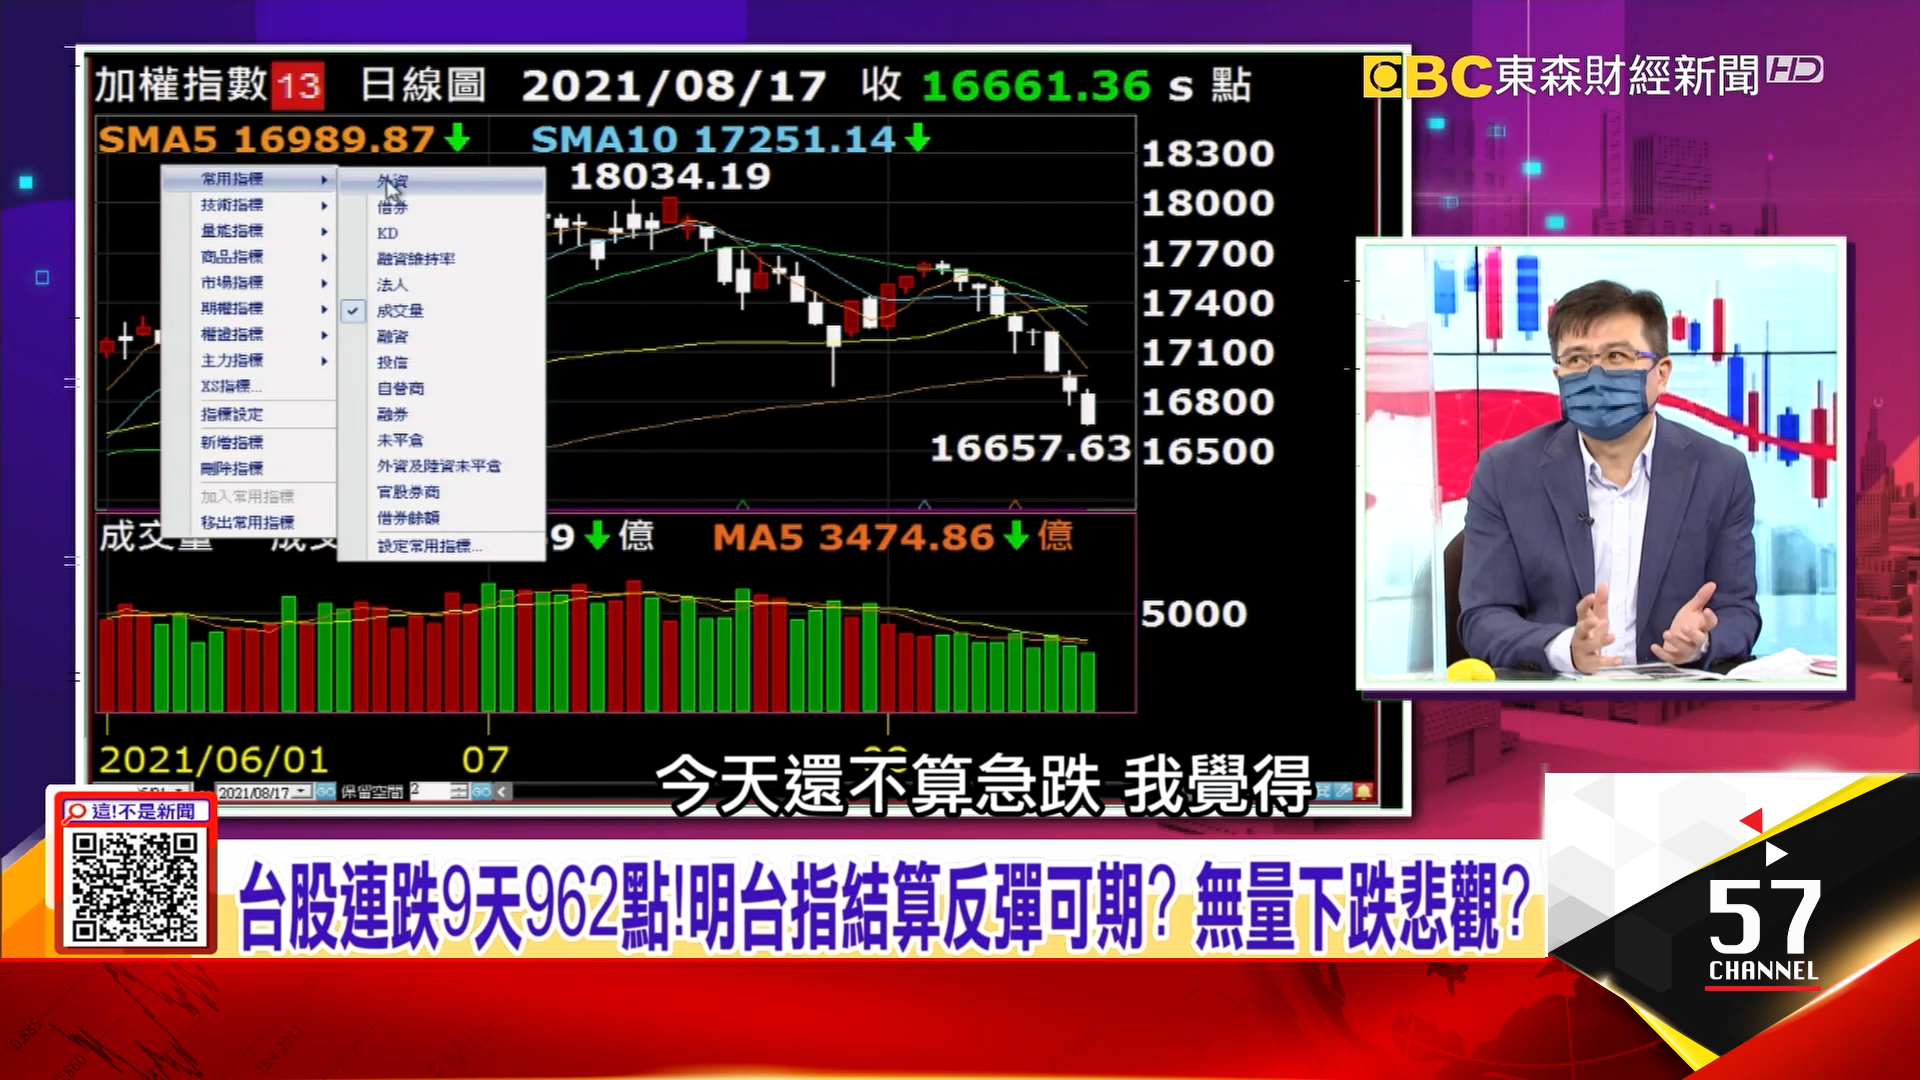 加權指數 13 日線圖 2021/08/17 收 16661.36 s 點
EBC 東森財經新聞 HD
SMA5 16989.87 SMA10 17251.14
18034.19
18300
18000
17700
17400
17100
16800
16500
16657.63
常用指標
技術指標
量能指標
商品指標
市場指標
期權指標
權證指標
主力指標
XS指標...
指標設定
新增指標
刪除指標
加入常用指標
移出常用指標
外資
借券
KD
融資維持率
法人
成交量
融資
投信
自營商
融券
未平倉
外資及陸資未平倉
官股券商
借券餘額
設定常用指標...
成交量 9 億 MA5 3474.86 億
5000
2021/06/01 07
2021/08/17 GO 保留空間 2 GO
今天還不算急跌 我覺得
這!不是新聞
台股連跌9天962點!明台指結算反彈可期? 無量下跌悲觀?
57
CHANNEL